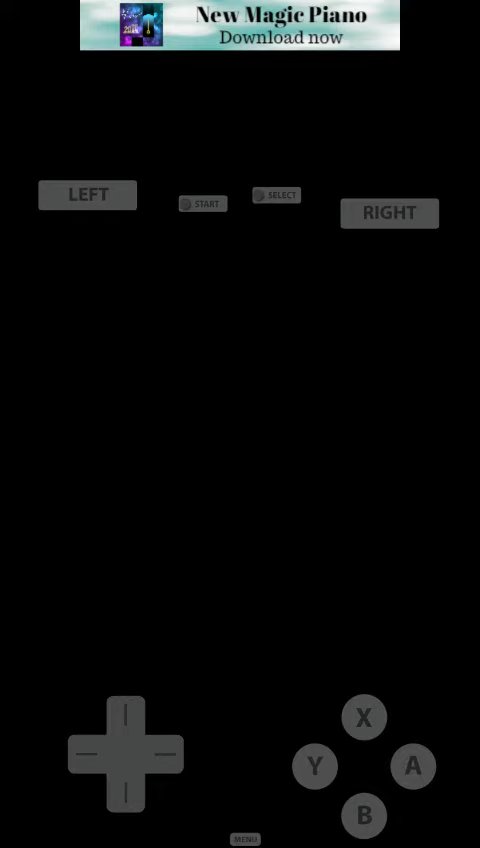 New Magic Piano
Download now
LEFT
START
SELECT
RIGHT
X
Y
A
B
MENU